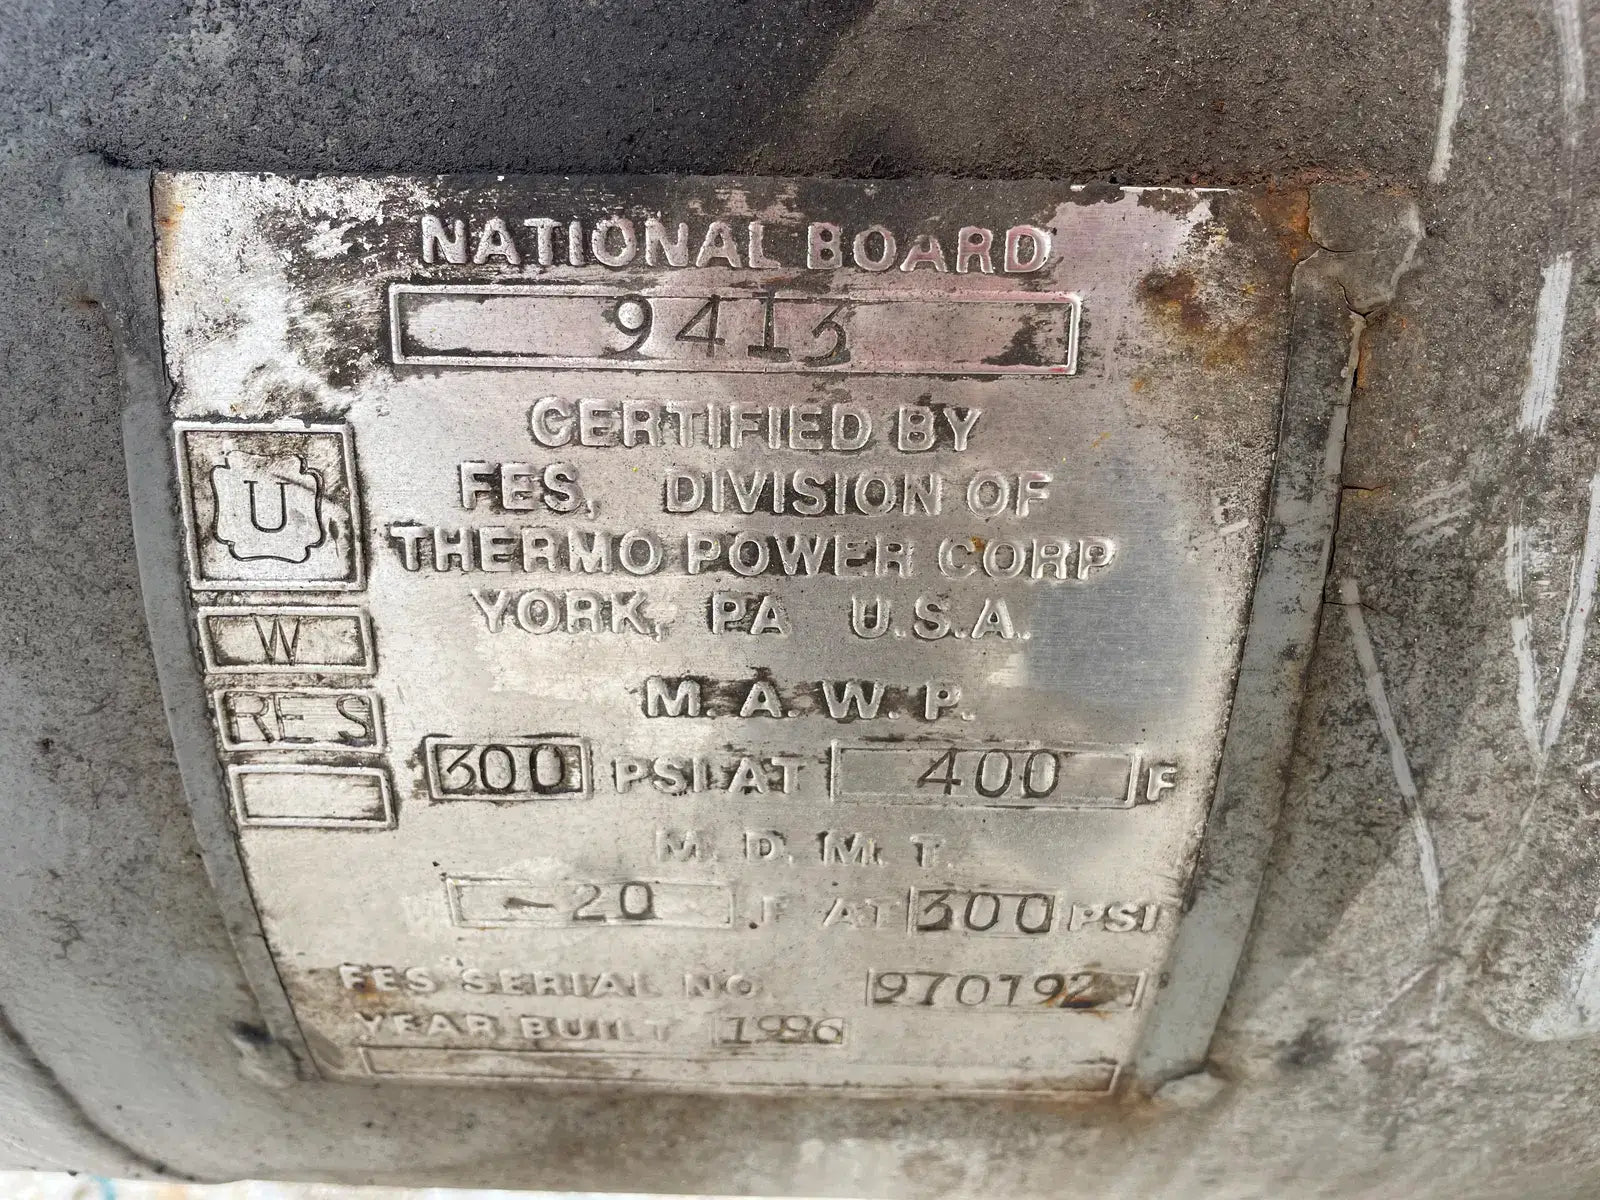 NATIONAL BOARD
9413
CERTIFIED BY
FES, DIVISION OF
THERMO POWER CORP
YORK, PA U.S.A.
U
W
RES
M. A. W. P.
300 PSI AT 400 F
M. D. M. T.
-20 F AT 300 PSI
FES SERIAL NO. 970192
YEAR BUILT 1996